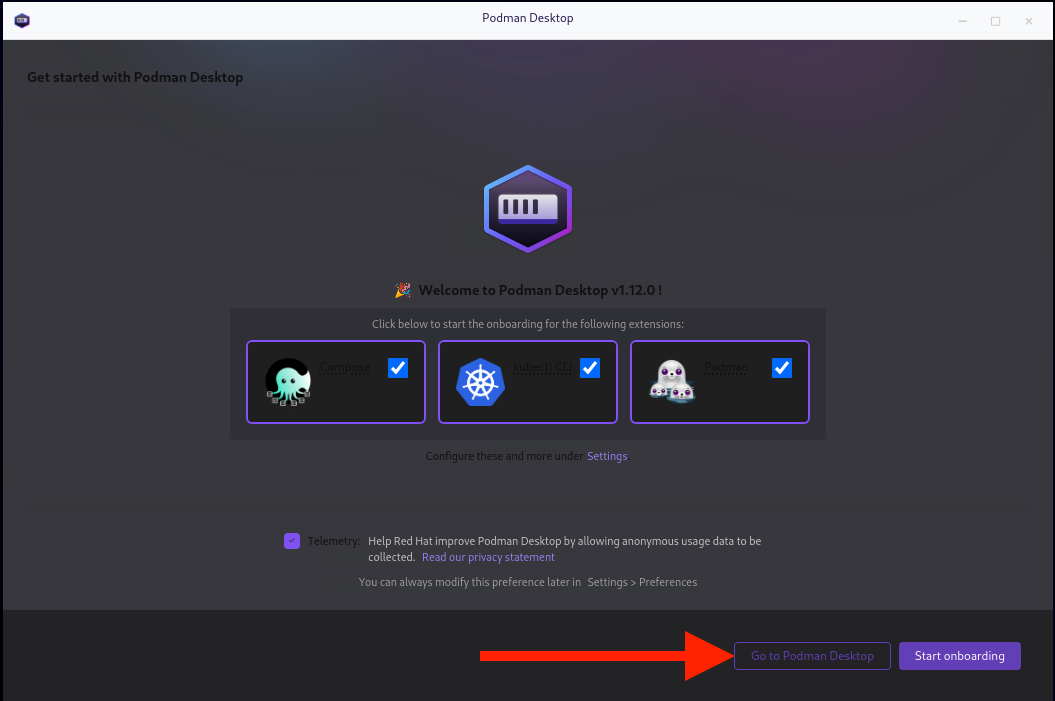 Podman Desktop
Get started with Podman Desktop
Welcome to Podman Desktop v1.12.0 !
Click below to start the onboarding for the following extensions:
Compose
kubectl CLI
Podman
Configure these and more under Settings
Telemetry: Help Red Hat improve Podman Desktop by allowing anonymous usage data to be
collected. Read our privacy statement
You can always modify this preference later in Settings > Preferences
Go to Podman Desktop
Start onboarding